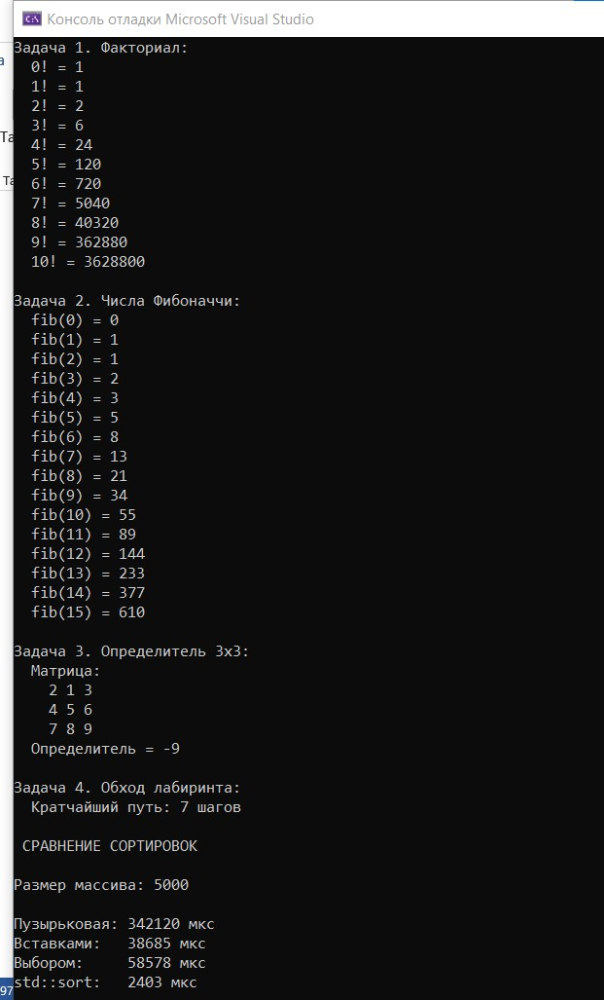 Консоль отладки Microsoft Visual Studio
Задача 1. Факториал:
0! = 1
1! = 1
2! = 2
3! = 6
4! = 24
5! = 120
6! = 720
7! = 5040
8! = 40320
9! = 362880
10! = 3628800
Задача 2. Числа Фибоначчи:
fib(0) = 0
fib(1) = 1
fib(2) = 1
fib(3) = 2
fib(4) = 3
fib(5) = 5
fib(6) = 8
fib(7) = 13
fib(8) = 21
fib(9) = 34
fib(10) = 55
fib(11) = 89
fib(12) = 144
fib(13) = 233
fib(14) = 377
fib(15) = 610
Задача 3. Определитель 3x3:
Матрица:
2 1 3
4 5 6
7 8 9
Определитель = -9
Задача 4. Обход лабиринта:
Кратчайший путь: 7 шагов
СРАВНЕНИЕ СОРТИРОВОК
Размер массива: 5000
Пузырьковая: 342120 мкс
Вставками: 38685 мкс
Выбором: 58578 мкс
std::sort: 2403 мкс